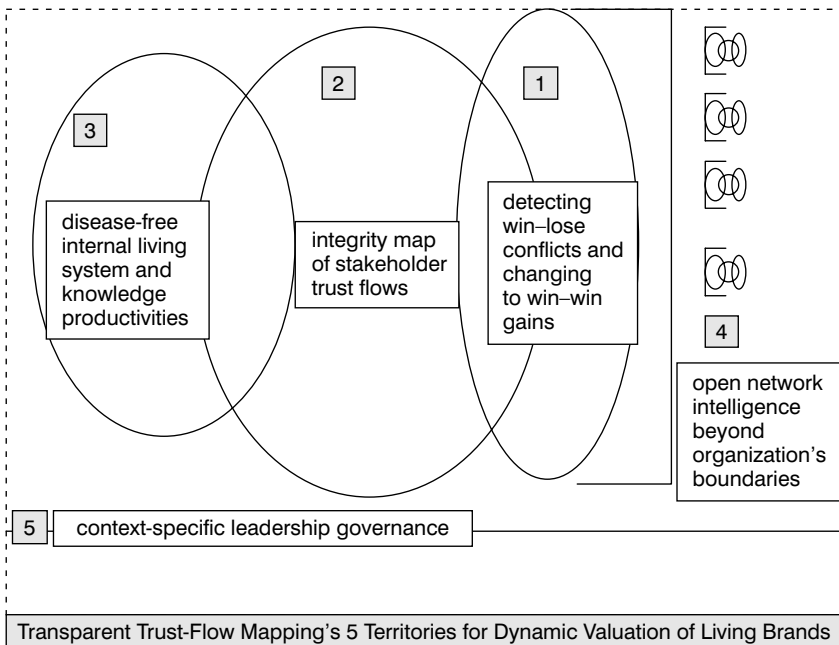 3
disease-free
internal living
system and
knowledge
productivities
2
integrity map
of stakeholder
trust flows
1
detecting
win–lose
conflicts and
changing
to win–win
gains
4
open network
intelligence
beyond
organization's
boundaries
5
context-specific leadership governance
Transparent Trust-Flow Mapping's 5 Territories for Dynamic Valuation of Living Brands